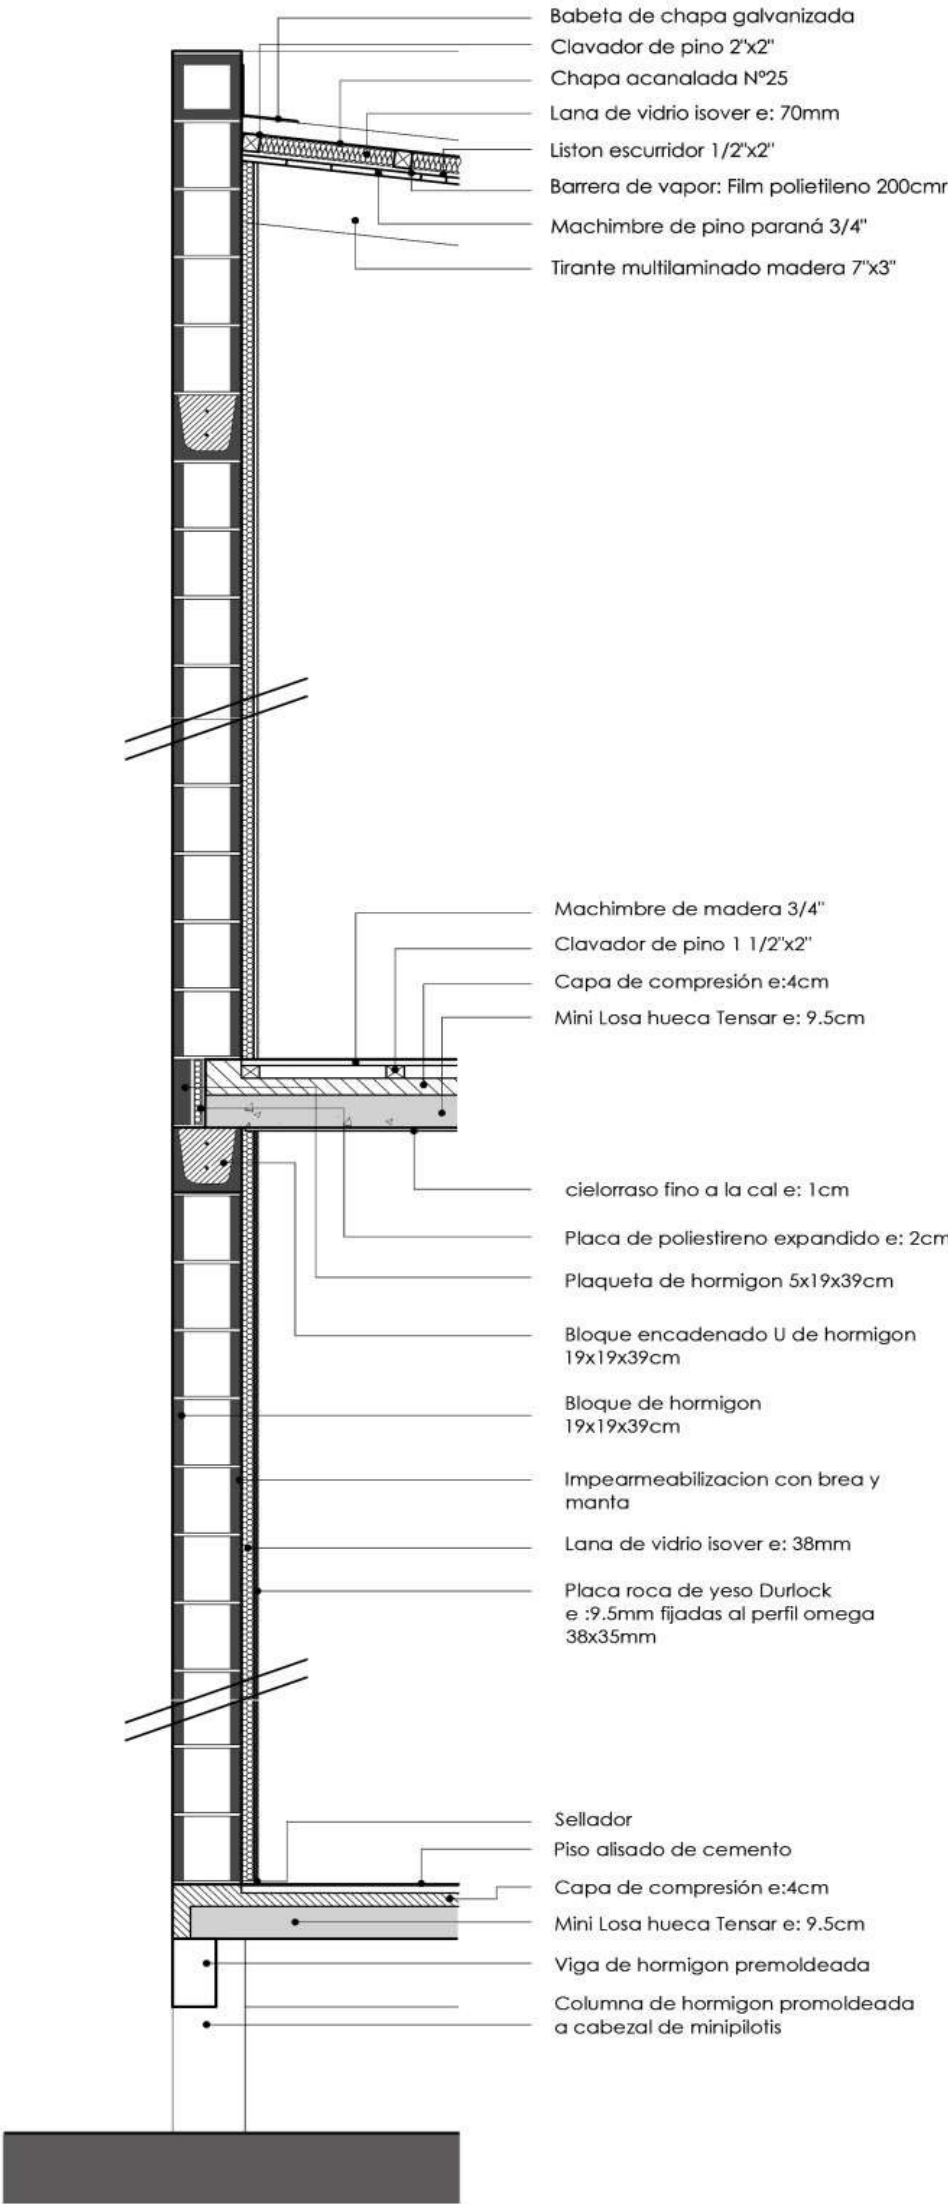 Babeta de chapa galvanizada
Clavador de pino 2"x2"
Chapa acanalada Nº25
Lana de vidrio isover e: 70mm
Liston escurridor 1/2"x2"
Barrera de vapor: Film polietileno 200cmr
Machimbre de pino paraná 3/4"
Tirante multilaminado madera 7"x3"
Machimbre de madera 3/4"
Clavador de pino 1 1/2"x2"
Capa de compresión e:4cm
Mini Losa hueca Tensar e: 9.5cm
cielorraso fino a la cal e: 1cm
Placa de poliestireno expandido e: 2cm
Plaqueta de hormigon 5x19x39cm
Bloque encadenado U de hormigon
19x19x39cm
Bloque de hormigon
19x19x39cm
Impearmeabilizacion con brea y
manta
Lana de vidrio isover e: 38mm
Placa roca de yeso Durlock
e :9.5mm fijadas al perfil omega
38x35mm
Sellador
Piso alisado de cemento
Capa de compresión e:4cm
Mini Losa hueca Tensar e: 9.5cm
Viga de hormigon premoldeada
Columna de hormigon promoldeada
a cabezal de minipilotis